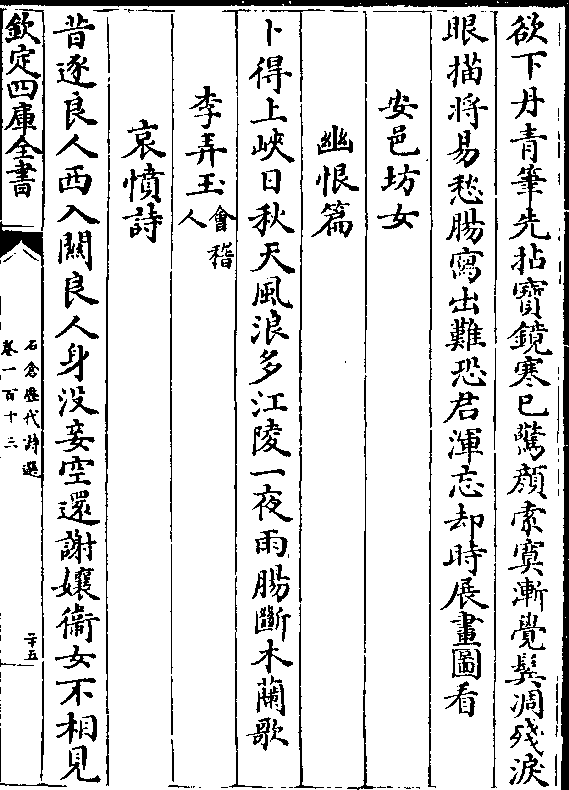 欲下丹青筆先拈寶鏡寒已驚顔索寞漸覺鬂凋殘淚
眼描將易愁腸寫出難恐君渾忘却時展畫圖看
安邑坊女
幽恨篇
卜得上峽日秋天風浪多江陵一夜雨腸斷木蘭歌
李弄玉會稽人
哀憤詩
昔逐良人西入關良人身没妾空還謝孃衞女不相見
欽定四庫全書
石倉歷代詩選
卷一百十三
二十五